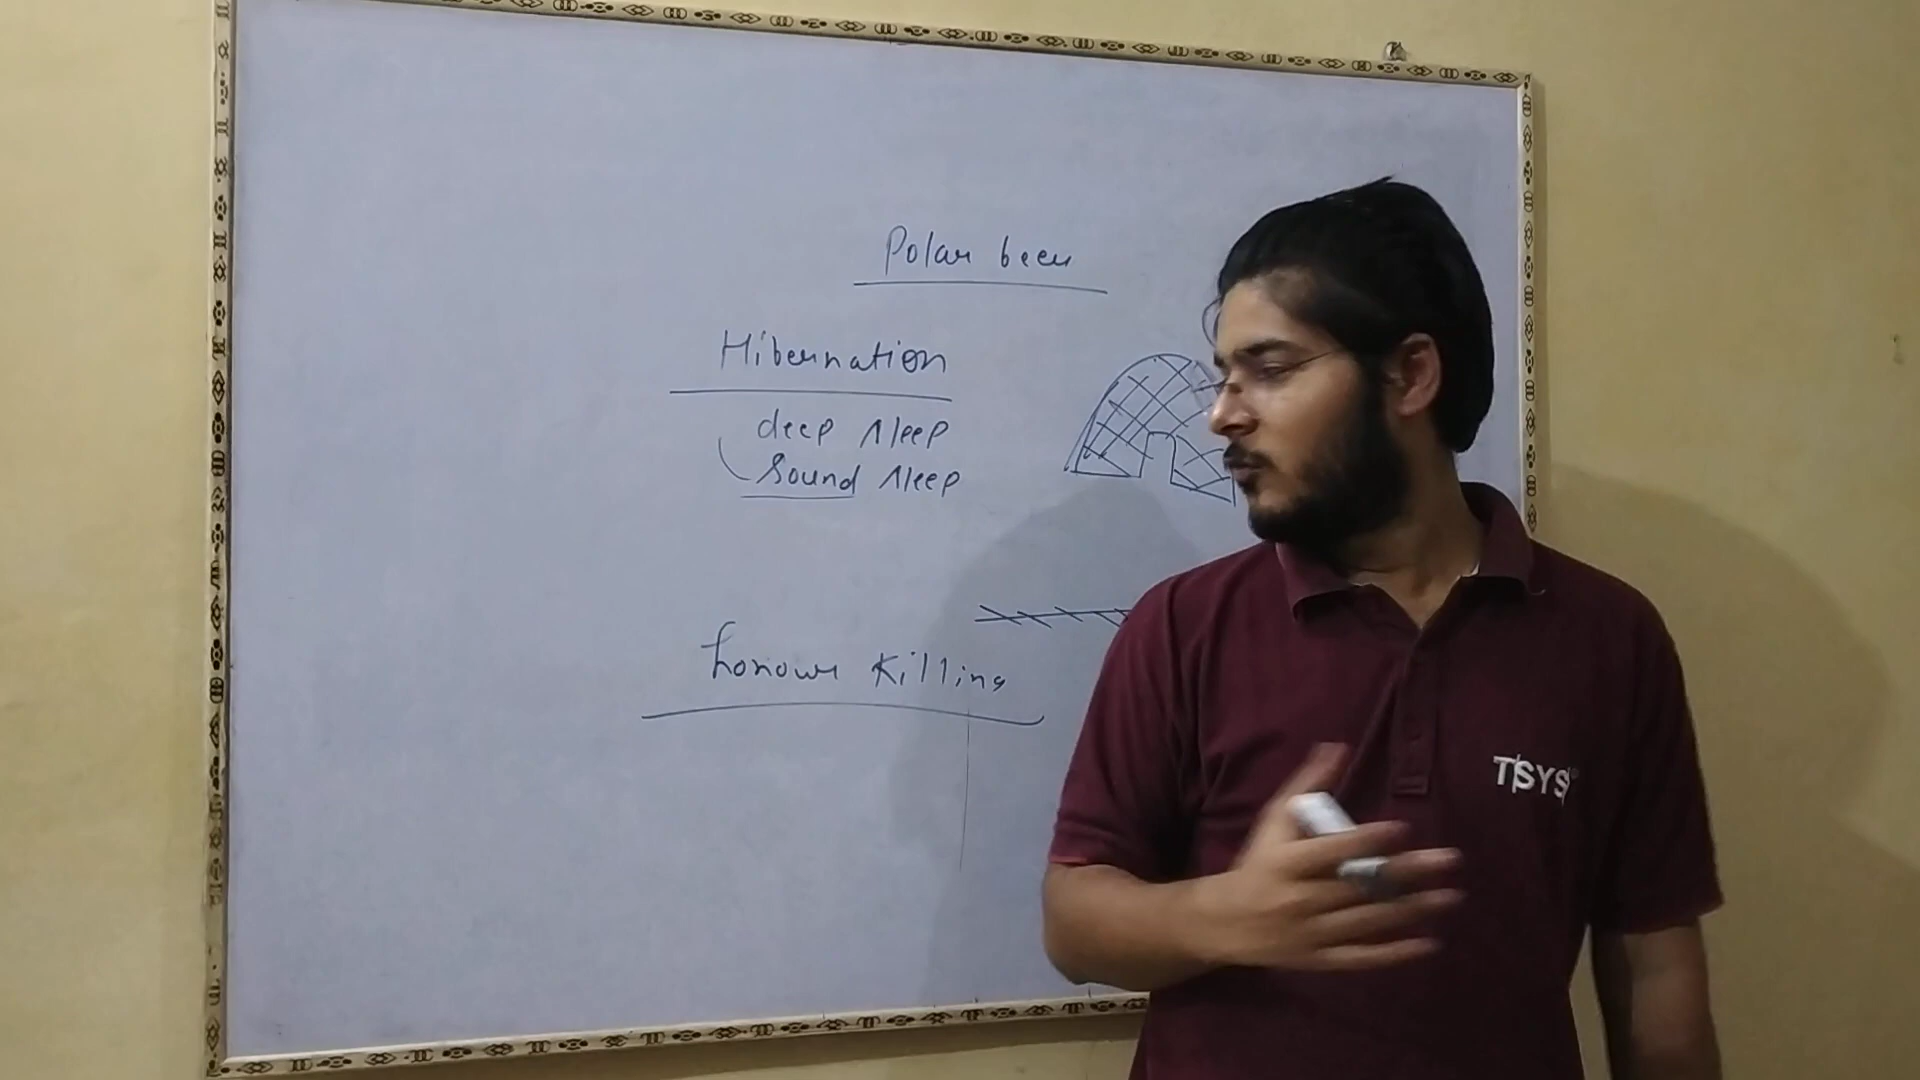 Polar bear
Hibernation
deep sleep
sound sleep
honour killing
TSYS